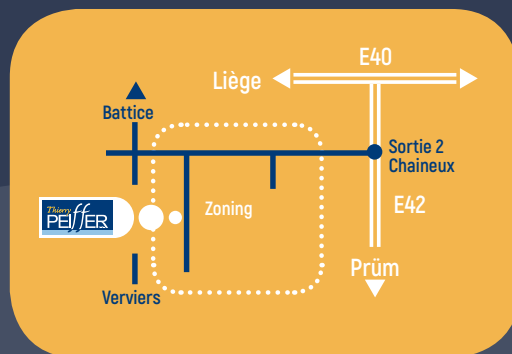 E40
Liège
Battice
Sortie 2
Chaineux
Thierry
PEIFFER
Zoning
E42
Prüm
Verviers